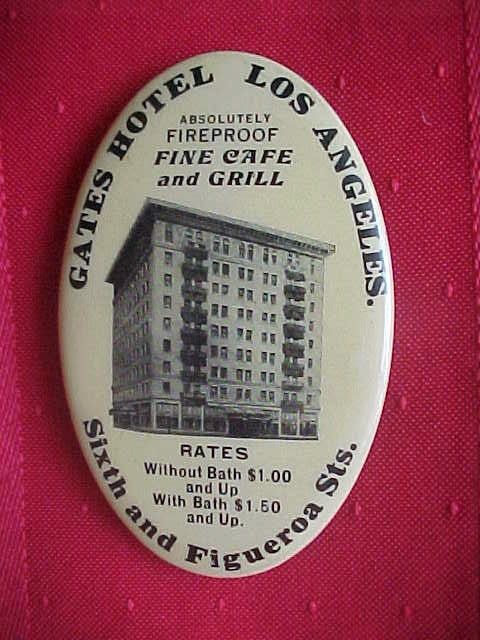 GATES HOTEL LOS ANGELES.
ABSOLUTELY
FIREPROOF
FINE CAFE
and GRILL
RATES
Without Bath $1.00
and Up
With Bath $1.50
and Up.
Sixth and Figueroa Sts.